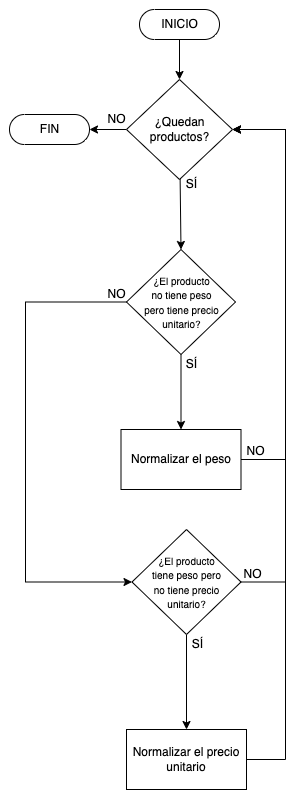 INICIO
¿Quedan
productos?
NO
FIN
SÍ
¿El producto
no tiene peso
pero tiene precio
unitario?
NO
SÍ
Normalizar el peso
NO
¿El producto
tiene peso pero
no tiene precio
unitario?
NO
SÍ
Normalizar el precio
unitario